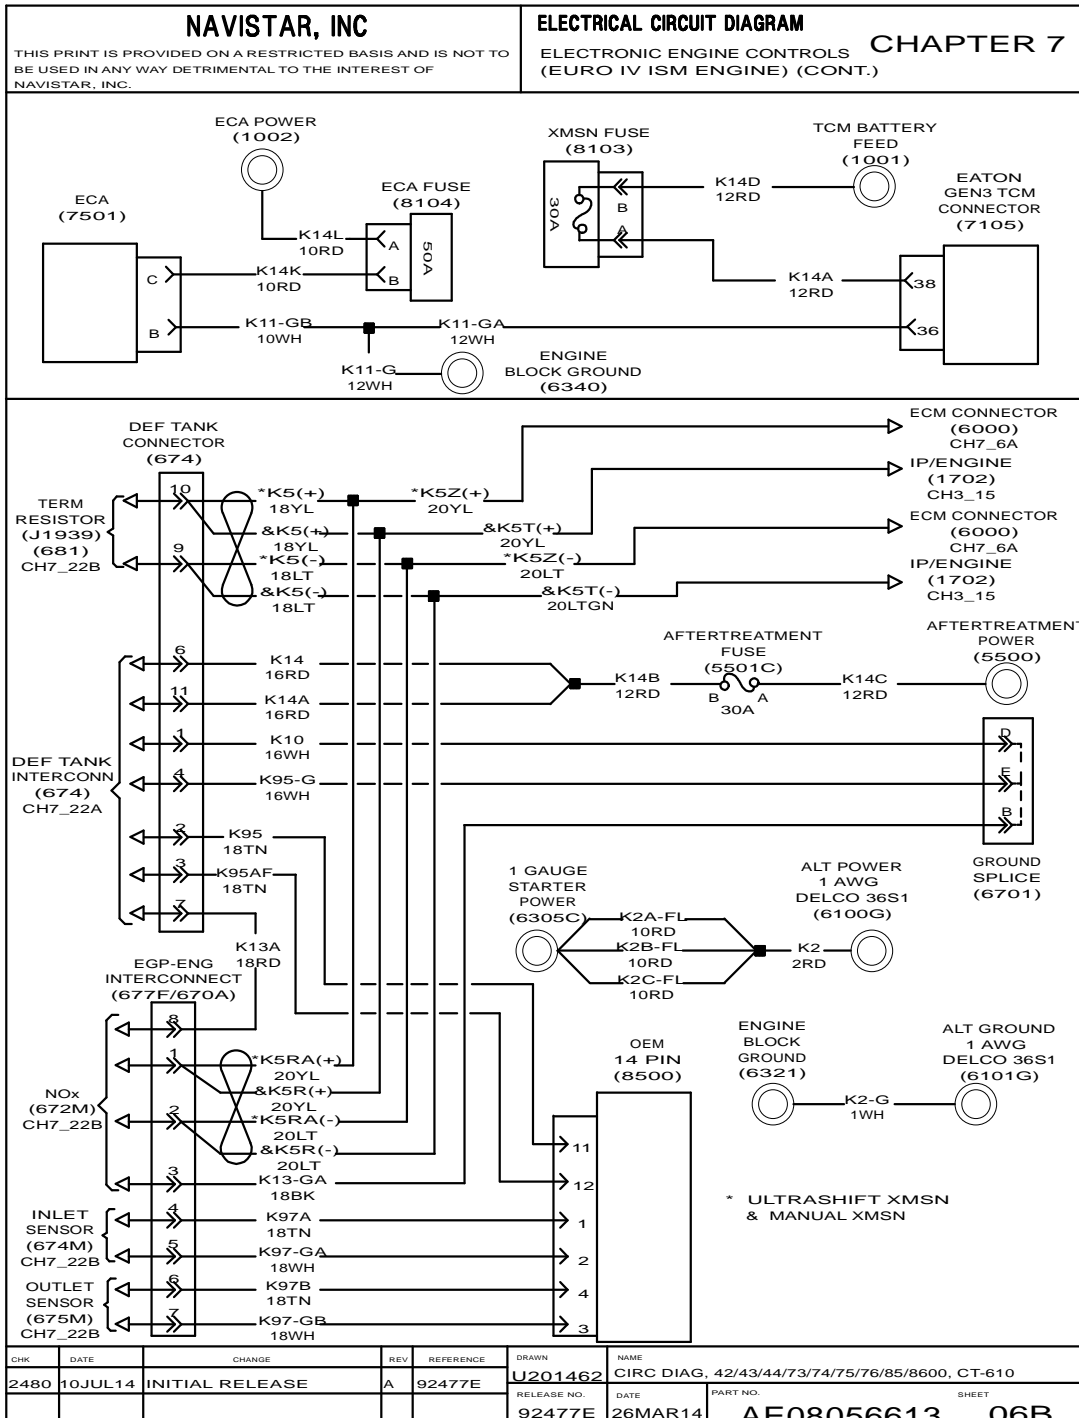 NAVISTAR, INC
THIS PRINT IS PROVIDED ON A RESTRICTED BASIS AND IS NOT TO
BE USED IN ANY WAY DETRIMENTAL TO THE INTEREST OF
NAVISTAR, INC.
ELECTRICAL CIRCUIT DIAGRAM
ELECTRONIC ENGINE CONTROLS
(EURO IV ISM ENGINE) (CONT.)
CHAPTER 7
ECA POWER
(1002)
ECA
(7501)
ECA FUSE
(8104)
XMSN FUSE
(8103)
TCM BATTERY
FEED
(1001)
EATON
GEN3 TCM
CONNECTOR
(7105)
K14L
10RD
A
50A
C
K14K
10RD
B
30A
B
A
K14D
12RD
K14A
12RD
38
B
K11-GB
10WH
K11-GA
12WH
36
K11-G
12WH
ENGINE
BLOCK GROUND
(6340)
DEF TANK
CONNECTOR
(674)
TERM
RESISTOR
(J1939)
(681)
CH7_22B
10
9
*K5(+)
18YL
&K5(+)
18YL
*K5(-)
18LT
&K5(-)
18LT
*K5Z(+)
20YL
&K5T(+)
20YL
*K5Z(-)
20LT
&K5T(-)
20LTGN
ECM CONNECTOR
(6000)
CH7_6A
IP/ENGINE
(1702)
CH3_15
ECM CONNECTOR
(6000)
CH7_6A
IP/ENGINE
(1702)
CH3_15
DEF TANK
INTERCONN
(674)
CH7_22A
6
K14
16RD
11
K14A
16RD
1
K10
16WH
4
K95-G
16WH
2
K95
18TN
3
K95AF
18TN
7
K13A
18RD
K14B
12RD
AFTERTREATMENT
FUSE
(5501C)
B
A
30A
K14C
12RD
AFTERTREATMENT
POWER
(5500)
D
E
B
GROUND
SPLICE
(6701)
1 GAUGE
STARTER
POWER
(6305C)
K2A-FL
10RD
K2B-FL
10RD
K2C-FL
10RD
K2
2RD
ALT POWER
1 AWG
DELCO 36S1
(6100G)
EGP-ENG
INTERCONNECT
(677F/670A)
NOx
(672M)
CH7_22B
8
1
*K5RA(+)
20YL
&K5R(+)
20YL
2
*K5RA(-)
20LT
&K5R(-)
20LT
3
K13-GA
18BK
INLET
SENSOR
(674M)
CH7_22B
4
K97A
18TN
5
K97-GA
18WH
OUTLET
SENSOR
(675M)
CH7_22B
6
K97B
18TN
7
K97-GB
18WH
OEM
14 PIN
(8500)
11
12
1
2
4
3
ENGINE
BLOCK
GROUND
(6321)
K2-G
1WH
ALT GROUND
1 AWG
DELCO 36S1
(6101G)
* ULTRASHIFT XMSN
& MANUAL XMSN
CHK DATE CHANGE REV REFERENCE
2480 10JUL14 INITIAL RELEASE A 92477E
DRAWN
U201462
NAME
CIRC DIAG, 42/43/44/73/74/75/76/85/8600, CT-610
RELEASE NO.
92477E
DATE
26MAR14
PART NO.
AE08056613
SHEET
06B